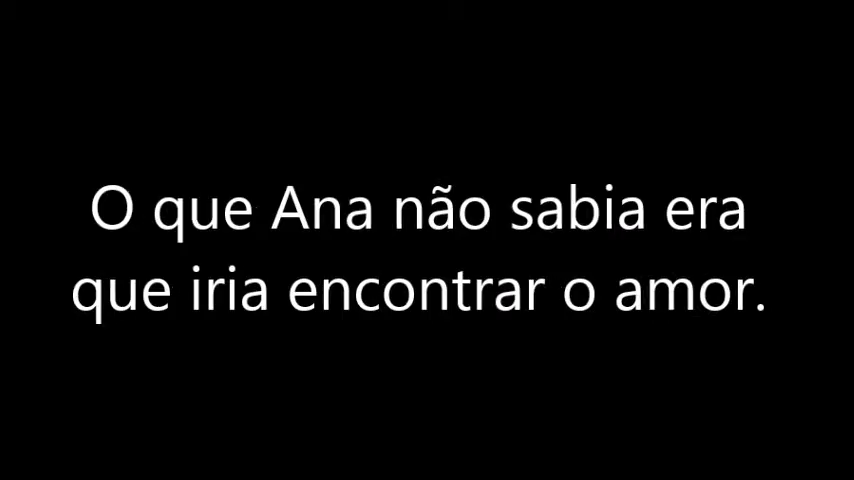 O que Ana não sabia era
que iria encontrar o amor.